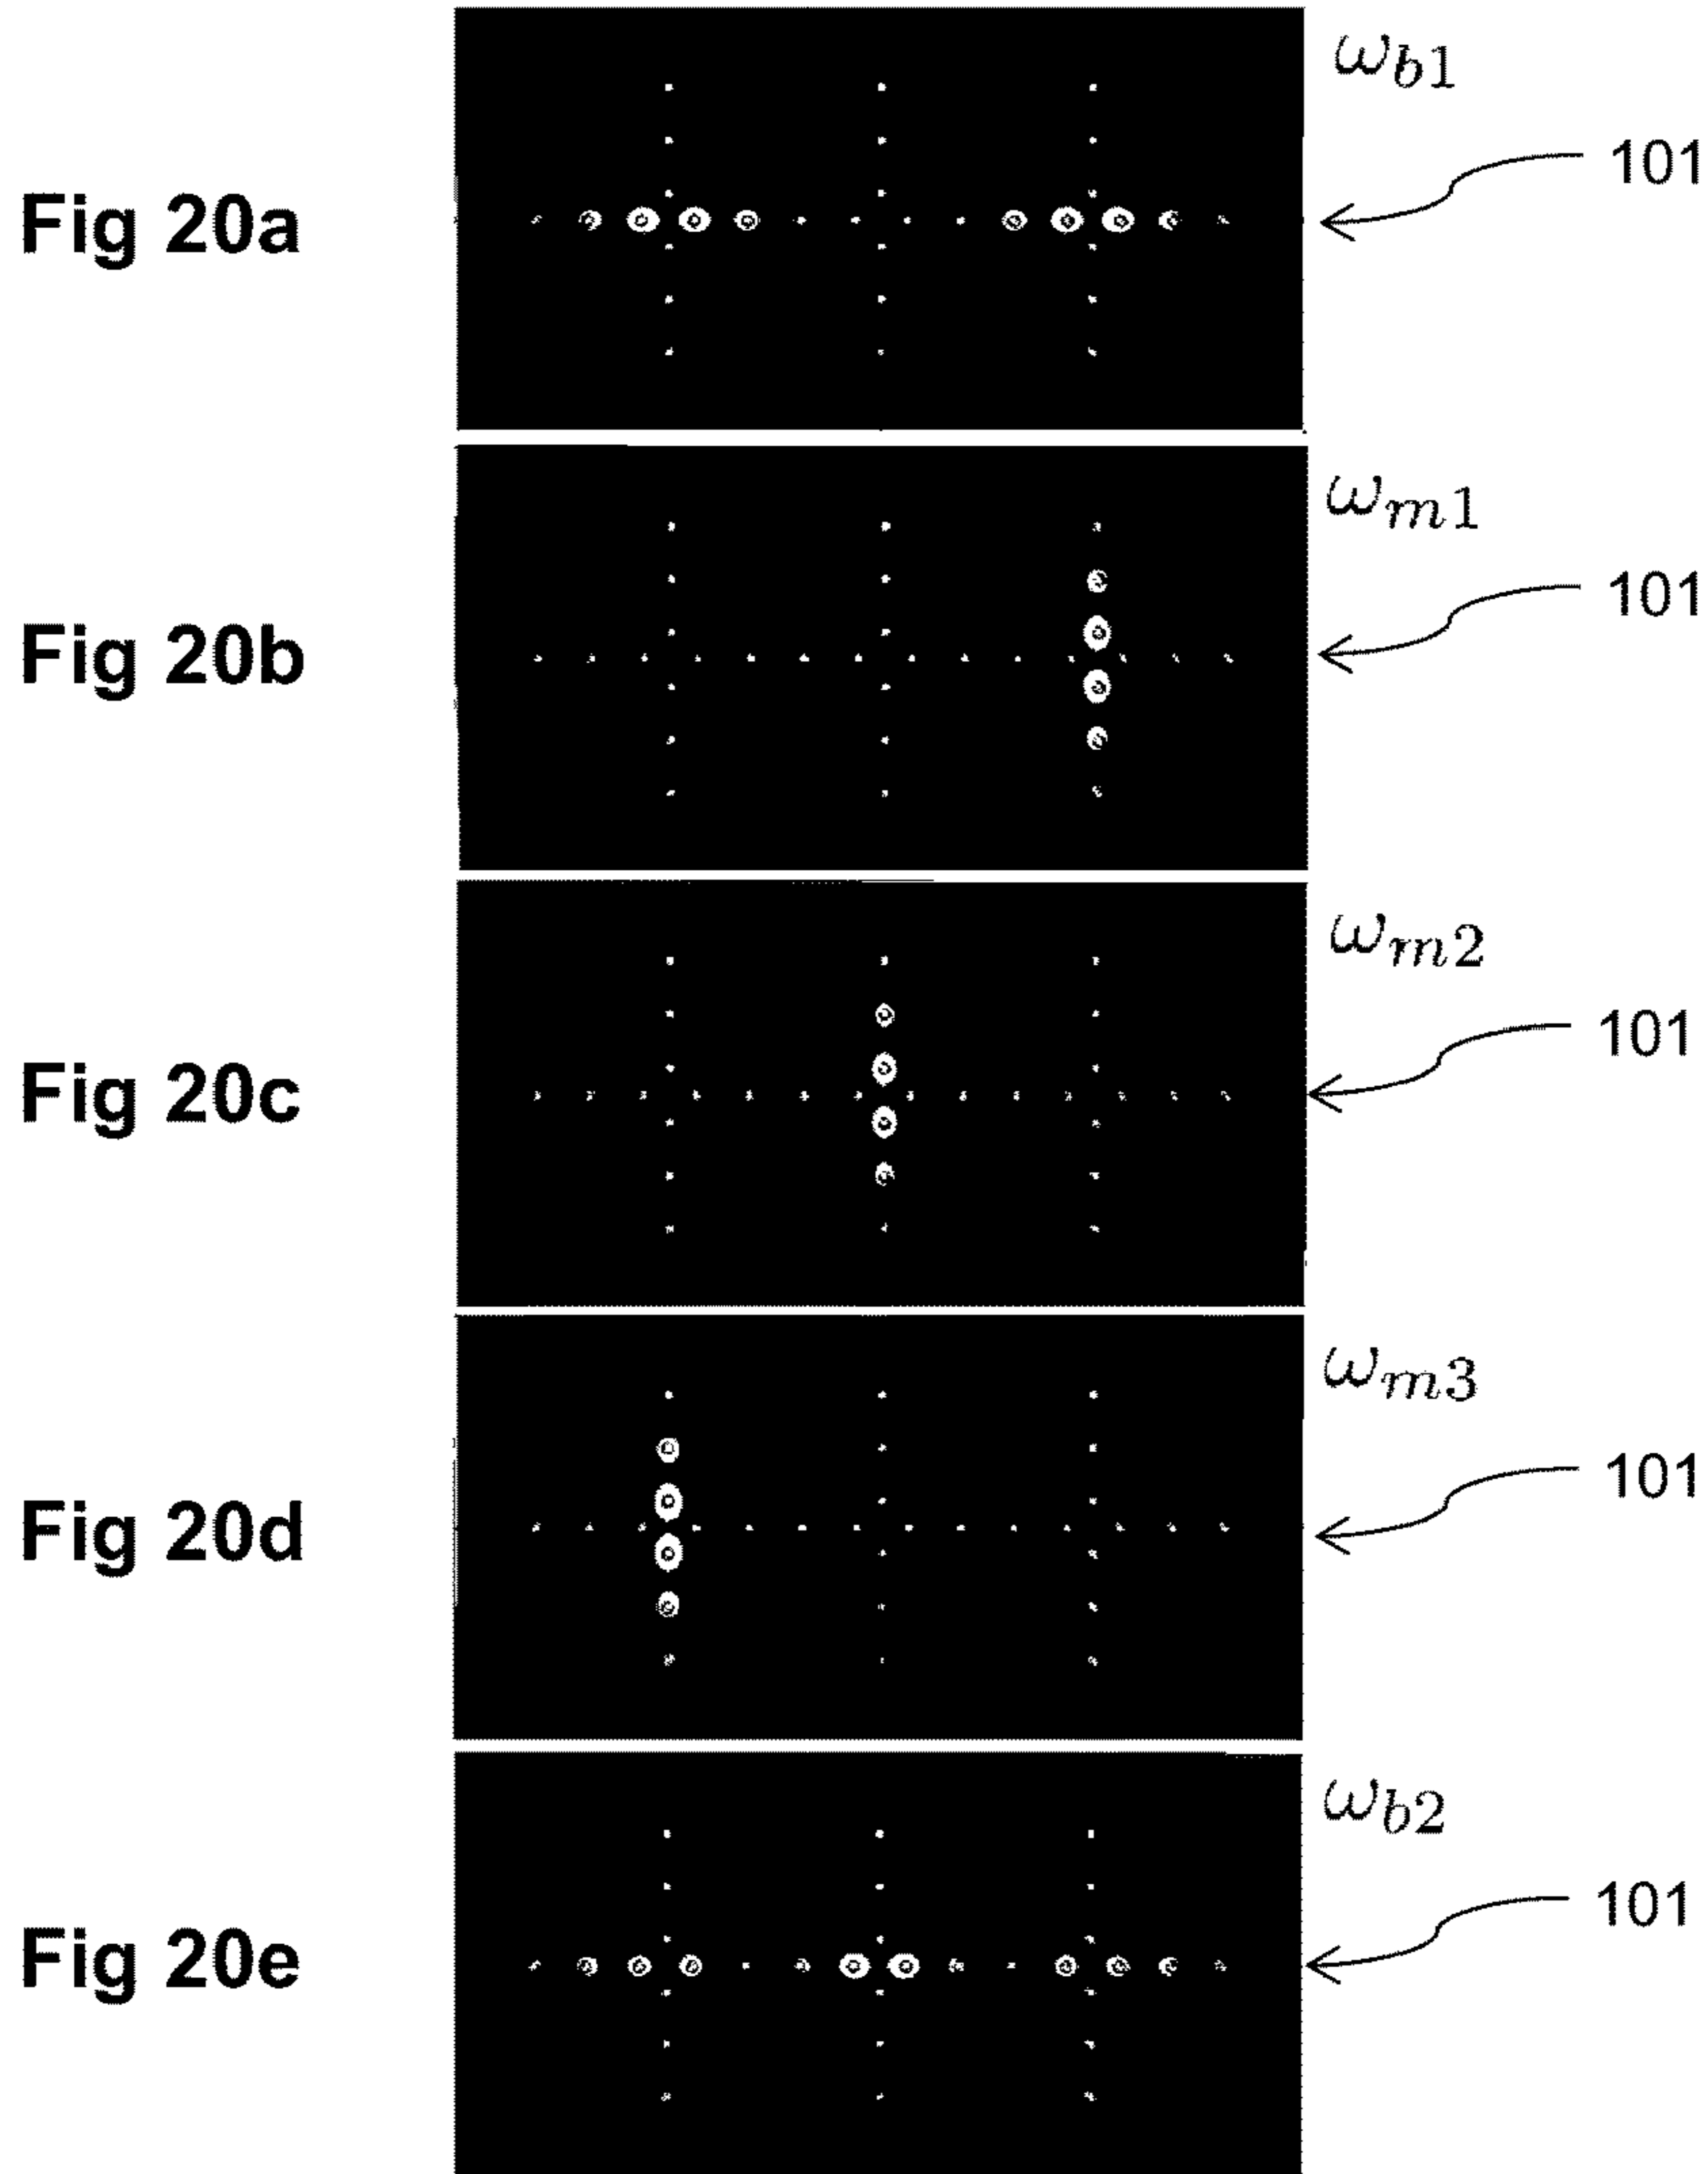 ω_{b1}
101
Fig 20a
ω_{m1}
101
Fig 20b
ω_{m2}
101
Fig 20c
ω_{m3}
101
Fig 20d
ω_{b2}
101
Fig 20e